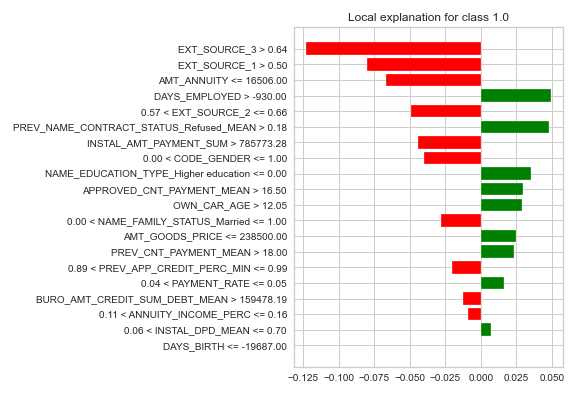 Local explanation for class 1.0
EXT_SOURCE_3 > 0.64
EXT_SOURCE_1 > 0.50
AMT_ANNUITY <= 16506.00
DAYS_EMPLOYED > -930.00
0.57 < EXT_SOURCE_2 <= 0.66
PREV_NAME_CONTRACT_STATUS_Refused_MEAN > 0.18
INSTAL_AMT_PAYMENT_SUM > 785773.28
0.00 < CODE_GENDER <= 1.00
NAME_EDUCATION_TYPE_Higher education <= 0.00
APPROVED_CNT_PAYMENT_MEAN > 16.50
OWN_CAR_AGE > 12.05
0.00 < NAME_FAMILY_STATUS_Married <= 1.00
AMT_GOODS_PRICE <= 238500.00
PREV_CNT_PAYMENT_MEAN > 18.00
0.89 < PREV_APP_CREDIT_PERC_MIN <= 0.99
0.04 < PAYMENT_RATE <= 0.05
BURO_AMT_CREDIT_SUM_DEBT_MEAN > 159478.19
0.11 < ANNUITY_INCOME_PERC <= 0.16
0.06 < INSTAL_DPD_MEAN <= 0.70
DAYS_BIRTH <= -19687.00
−0.125 −0.100 −0.075 −0.050 −0.025 0.000 0.025 0.050